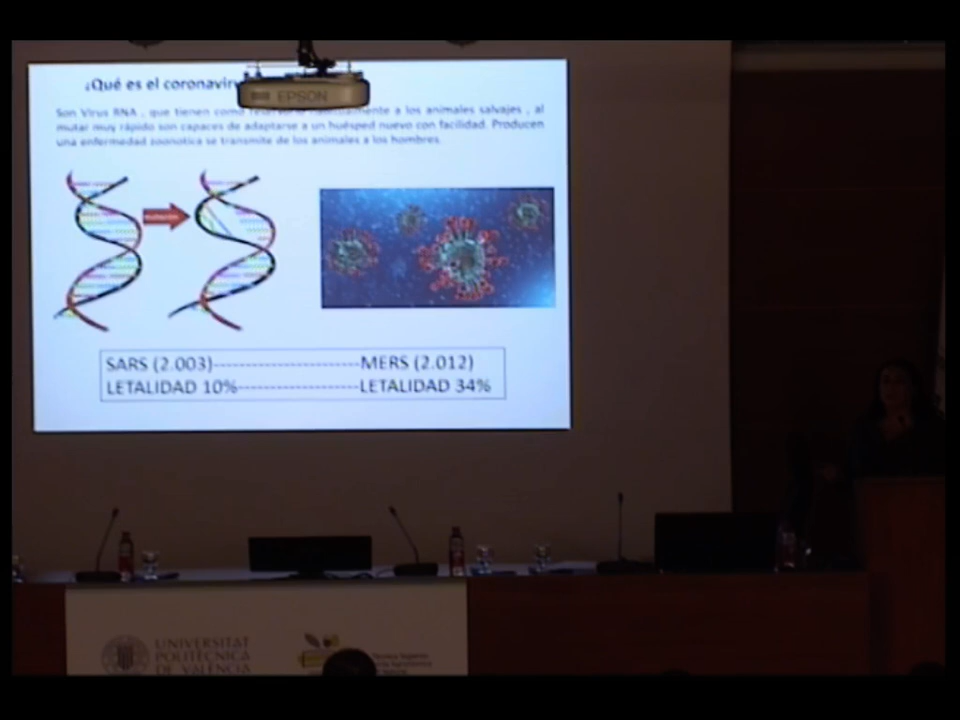 ¿Qué es el coronavirus
EPSON
Son Virus RNA , que tienen como habitualmente a los animales salvajes , al
mutar muy rápido son capaces de adaptarse a un huésped nuevo con facilidad. Producen
una enfermedad zoonotica se transmite de los animales a los hombres.
SARS (2.003)---------------------MERS (2.012)
LETALIDAD 10%-----------------LETALIDAD 34%
UNIVERSITAT
POLITÈCNICA
DE VALÈNCIA